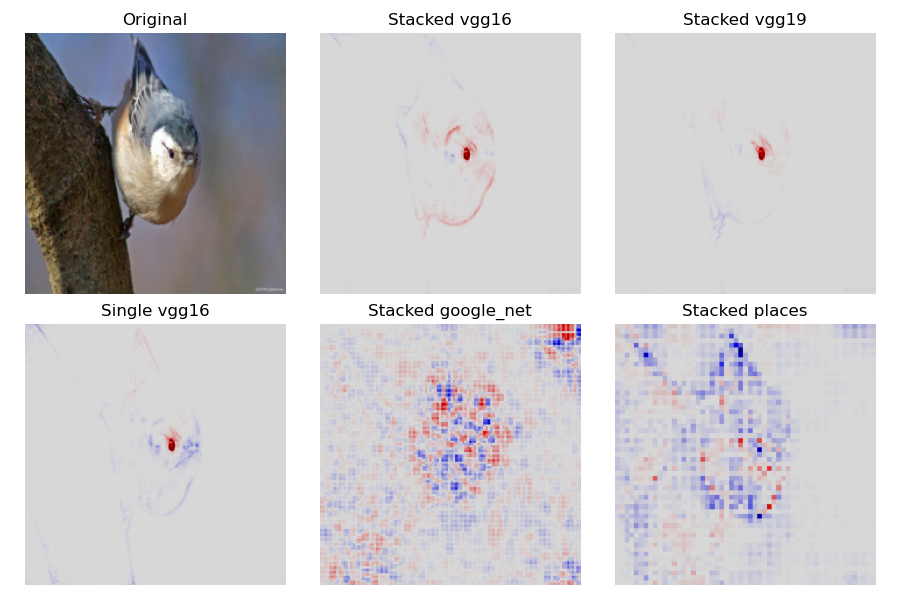 Original
Stacked vgg16
Stacked vgg19
Single vgg16
Stacked google_net
Stacked places